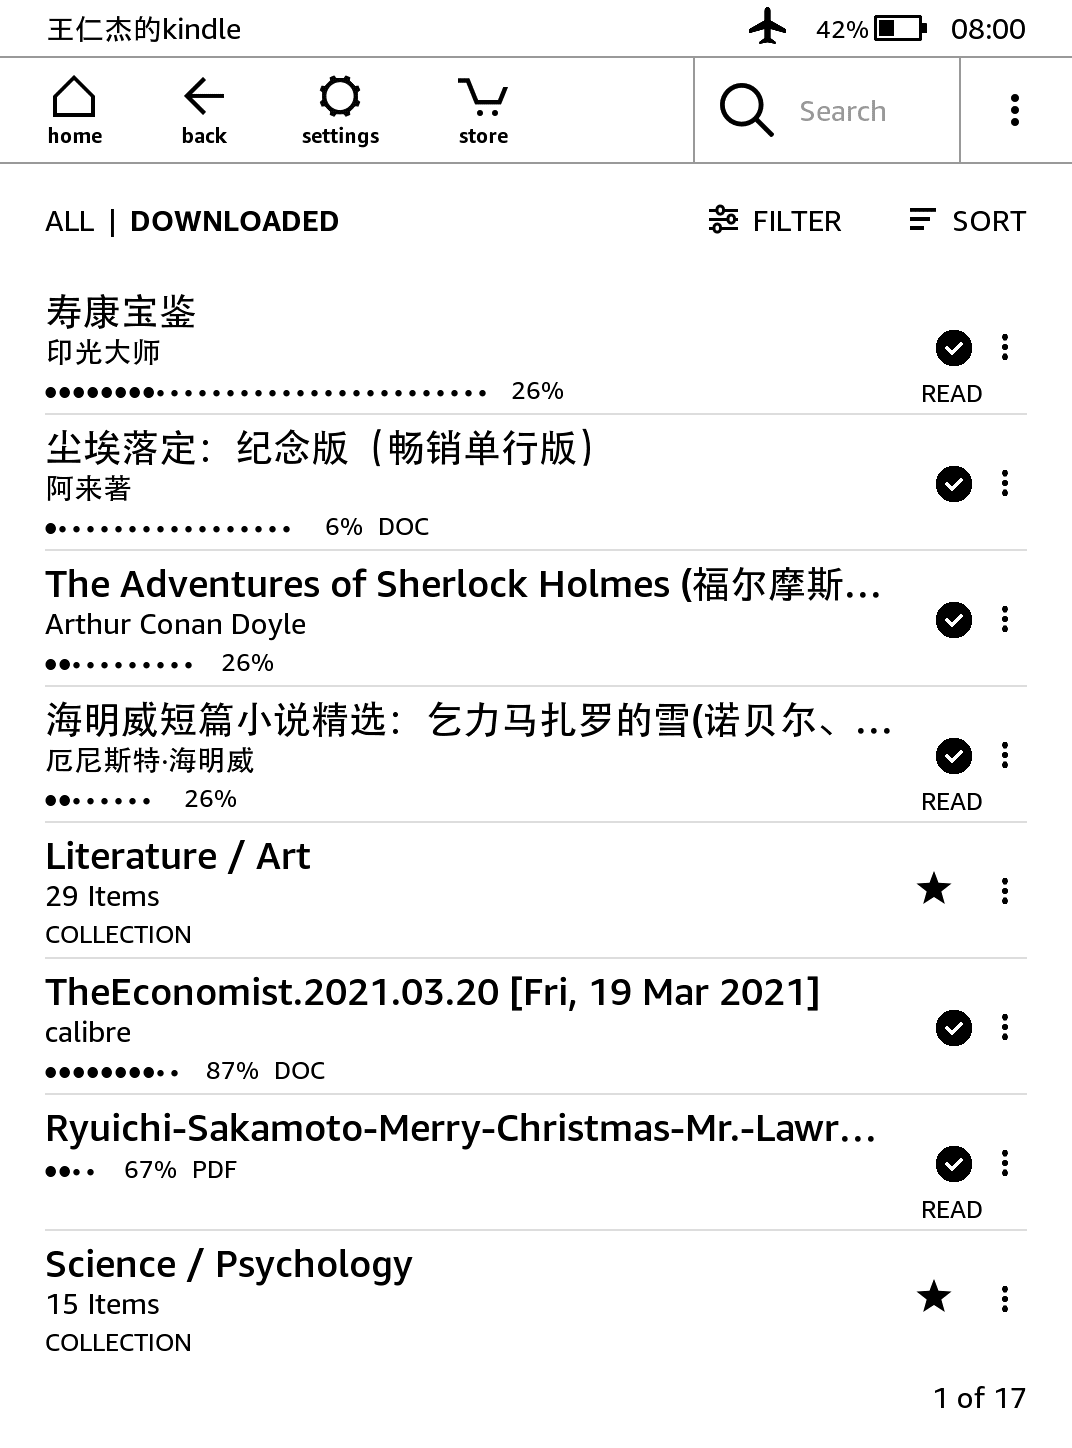 王仁杰的kindle 42% 08:00
home back settings store Search
ALL | DOWNLOADED FILTER SORT
寿康宝鉴
印光大师
26% READ
尘埃落定：纪念版（畅销单行版）
阿来著
6% DOC
The Adventures of Sherlock Holmes (福尔摩斯...
Arthur Conan Doyle
26%
海明威短篇小说精选：乞力马扎罗的雪(诺贝尔、...
厄尼斯特·海明威
26% READ
Literature / Art
29 Items
COLLECTION
TheEconomist.2021.03.20 [Fri, 19 Mar 2021]
calibre
87% DOC
Ryuichi-Sakamoto-Merry-Christmas-Mr.-Lawr...
67% PDF
READ
Science / Psychology
15 Items
COLLECTION
1 of 17